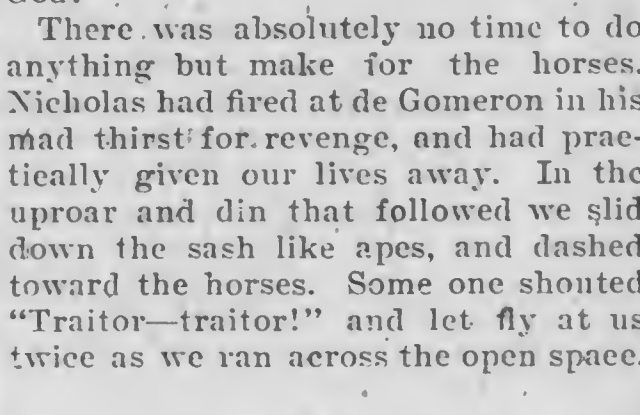 There was absolutely no time to do
anything but make for the horses.
Nicholas had fired at de Gomeron in his
mad thirst for revenge, and had prac-
tically given our lives away. In the
uproar and din that followed we slid
down the sash like apes, and dashed
toward the horses. Some one shouted
“Traitor—traitor!” and let fly at us
twice as we ran across the open space.